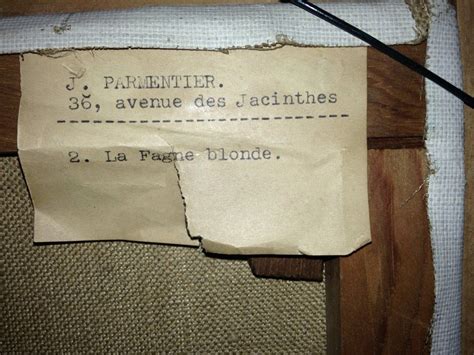 J. PARMENTIER.
36, avenue des Jacinthes
------------------------------
2. La Fagne blonde.